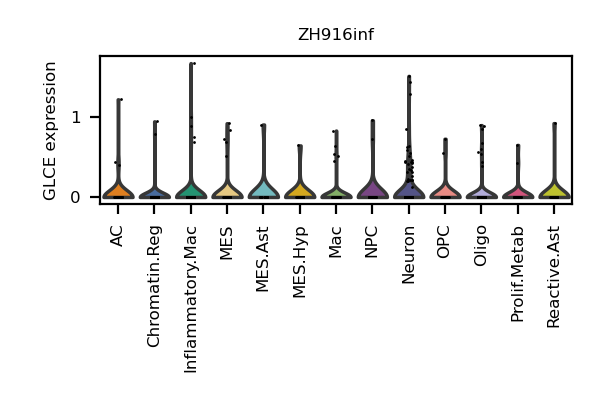 ZH916inf
GLCE expression
1
0
AC
Chromatin.Reg
Inflammatory.Mac
MES
MES.Ast
MES.Hyp
Mac
NPC
Neuron
OPC
Oligo
Prolif.Metab
Reactive.Ast